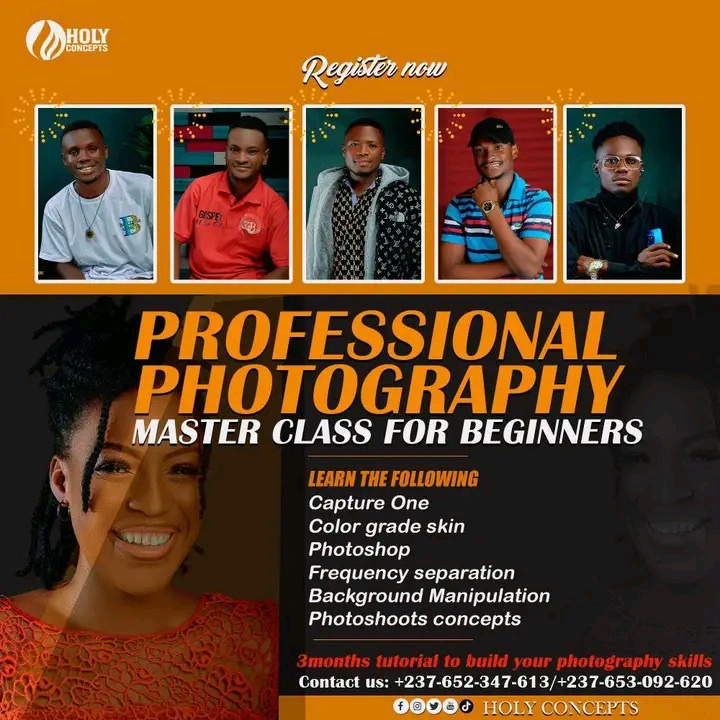 HOLY
CONCEPTS
Register now
GOSPEL
PROFESSIONAL
PHOTOGRAPHY
MASTER CLASS FOR BEGINNERS
LEARN THE FOLLOWING
Capture One
Color grade skin
Photoshop
Frequency separation
Background Manipulation
Photoshoots concepts
3months tutorial to build your photography skills
Contact us: +237-652-347-613/+237-653-092-620
HOLY CONCEPTS